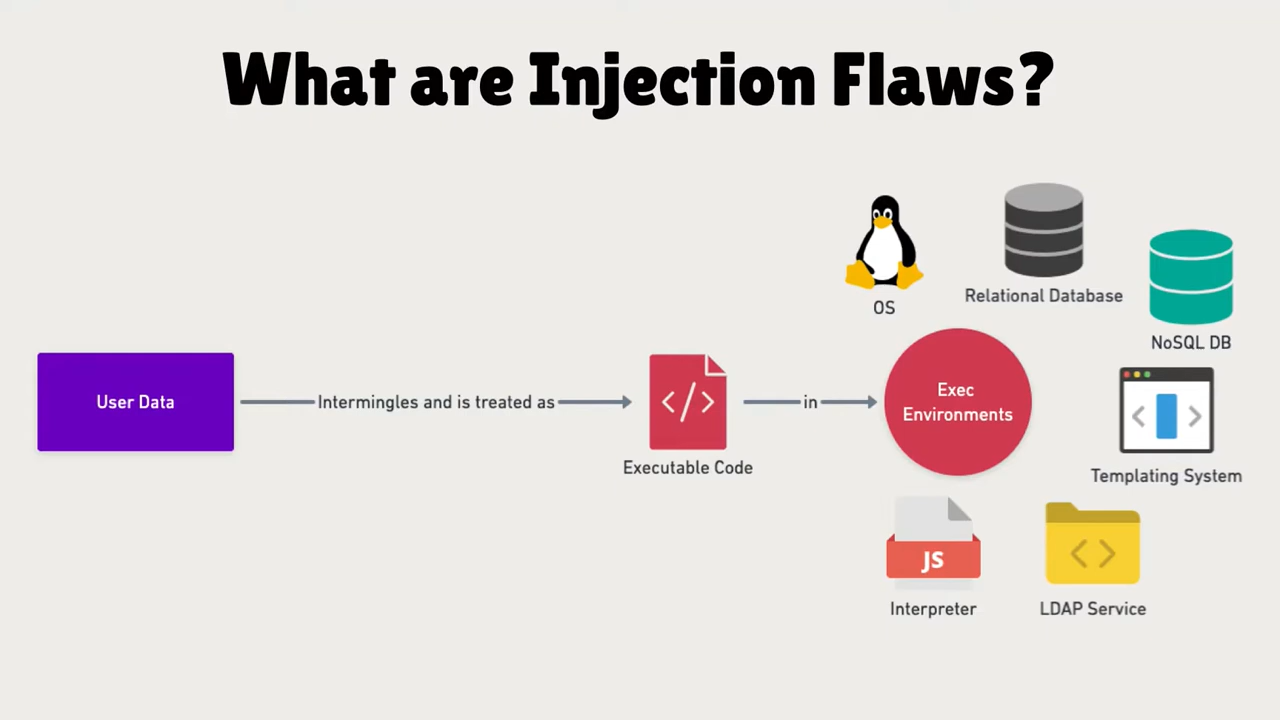 What are Injection Flaws?
OS
Relational Database
NoSQL DB
User Data
Intermingles and is treated as
</>
Executable Code
in
Exec
Environments
< >
Templating System
JS
Interpreter
< >
LDAP Service